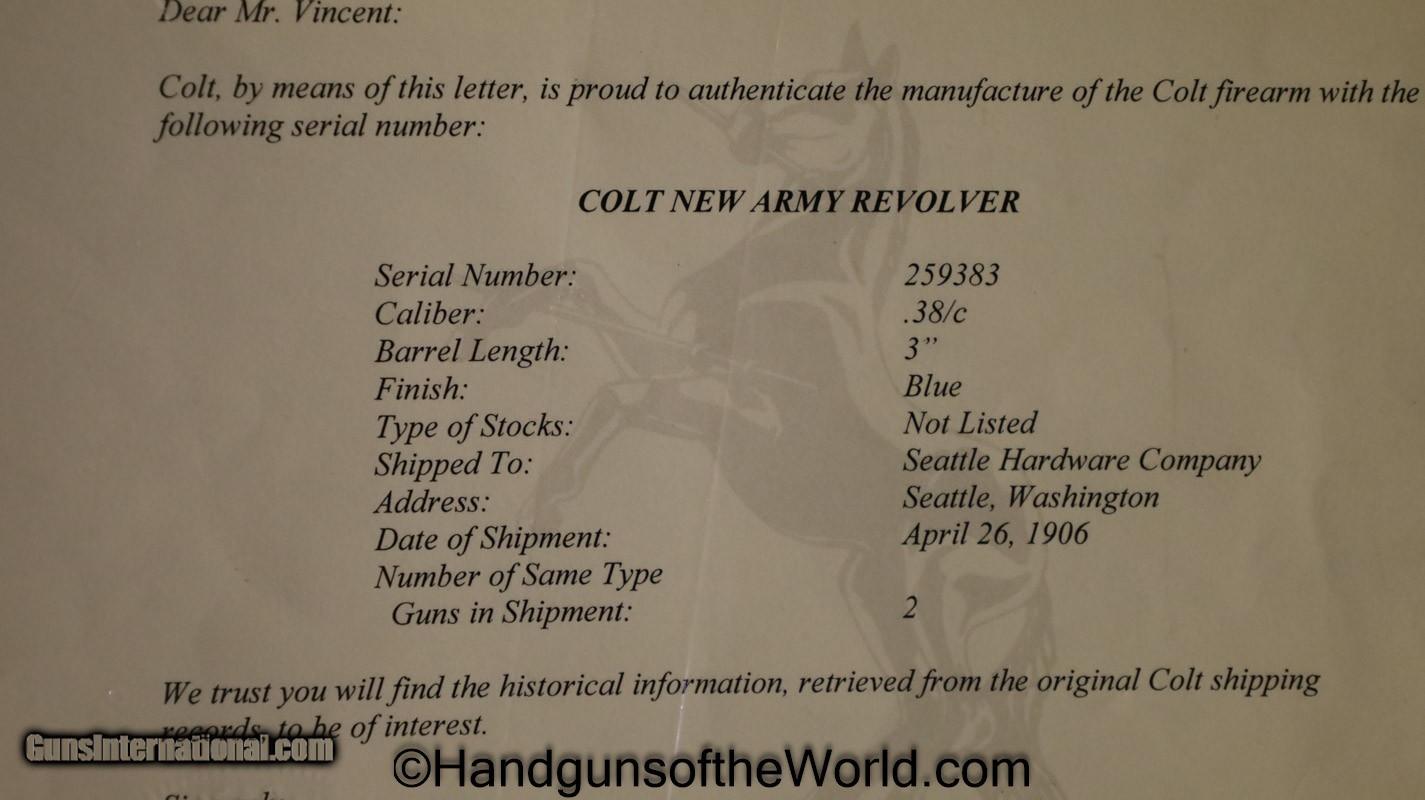 Dear Mr. Vincent:
Colt, by means of this letter, is proud to authenticate the manufacture of the Colt firearm with the
following serial number:
COLT NEW ARMY REVOLVER
Serial Number: 259383
Caliber: .38/c
Barrel Length: 3”
Finish: Blue
Type of Stocks: Not Listed
Shipped To: Seattle Hardware Company
Address: Seattle, Washington
Date of Shipment: April 26, 1906
Number of Same Type
Guns in Shipment: 2
We trust you will find the historical information, retrieved from the original Colt shipping
records, to be of interest.
GunsInternational.com
©HandgunsoftheWorld.com